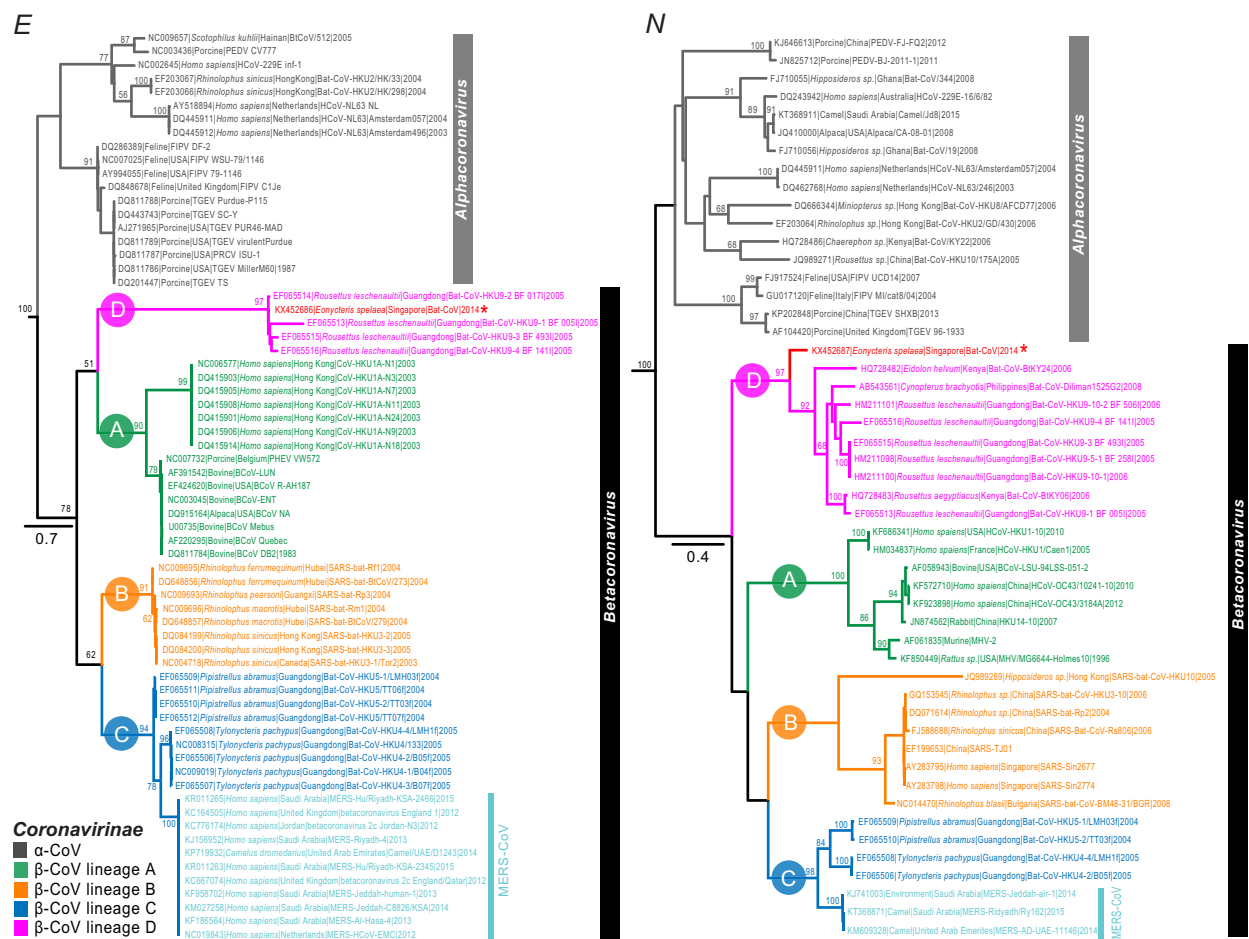 E
NC009657|Scotophilus kuhlii|Hainan|BtCoV/512|2005
NC003436|Porcine|PEDV CV777
NC002645|Homo sapiens|HCoV-229E inf-1
EF203067|Rhinolophus sinicus|HongKong|Bat-CoV-HKU2/HK/33|2004
EF203066|Rhinolophus sinicus|HongKong|Bat-CoV-HKU2/HK/298|2004
AY518894|Homo sapiens|Netherlands|HCoV-NL63 NL
DQ445911|Homo sapiens|Netherlands|HCoV-NL63/Amsterdam057|2004
DQ445912|Homo sapiens|Netherlands|HCoV-NL63/Amsterdam496|2003
DQ286389|Feline|FIPV DF-2
NC007025|Feline|USA|FIPV WSU-79/1146
AY994055|Feline|USA|FIPV 79-1146
DQ848678|Feline|United Kingdom|FIPV C1Je
DQ811788|Porcine|TGEV Purdue-P115
DQ443743|Porcine|TGEV SC-Y
AJ271965|Porcine|USA|TGEV PUR46-MAD
DQ811789|Porcine|USA|TGEV virulentPurdue
DQ811787|Porcine|USA|PRCV ISU-1
DQ811786|Porcine|USA|TGEV MillerM60|1987
DQ201447|Porcine|TGEV TS
87
77
100
56
100
91
Alphacoronavirus
100
D
97
EF065514|Rousettus leschenaultii|Guangdong|Bat-CoV-HKU9-2 BF 017I|2005
KX452686|Eonycteris spelaea|Singapore|Bat-CoV|2014*
EF065513|Rousettus leschenaultii|Guangdong|Bat-CoV-HKU9-1 BF 005I|2005
EF065515|Rousettus leschenaultii|Guangdong|Bat-CoV-HKU9-3 BF 493I|2005
EF065516|Rousettus leschenaultii|Guangdong|Bat-CoV-HKU9-4 BF 141I|2005
51
A
99
90
NC006577|Homo sapiens|Hong Kong|CoV-HKU1A-N1|2003
DQ415903|Homo sapiens|Hong Kong|CoV-HKU1A-N3|2003
DQ415905|Homo sapiens|Hong Kong|CoV-HKU1A-N7|2003
DQ415908|Homo sapiens|Hong Kong|CoV-HKU1A-N11|2003
DQ415901|Homo sapiens|Hong Kong|CoV-HKU1A-N24|2003
DQ415906|Homo sapiens|Hong Kong|CoV-HKU1A-N9|2003
DQ415914|Homo sapiens|Hong Kong|CoV-HKU1A-N18|2003
79
NC007732|Porcine|Belgium|PHEV VW572
AF391542|Bovine|BCoV-LUN
EF424620|Bovine|USA|BCoV R-AH187
NC003045|Bovine|BCoV-ENT
DQ915164|Alpaca|USA|BCoV NA
U00735|Bovine|BCoV Mebus
AF220295|Bovine|BCoV Quebec
DQ811784|Bovine|BCoV DB2|1983
78
0.7
B
91
62
NC009695|Rhinolophus ferrumequinum|Hubei|SARS-bat-Rf1|2004
DQ648856|Rhinolophus ferrumequinum|Hubei|SARS-bat-BtCoV/273|2004
NC009693|Rhinolophus pearsoni|Guangxi|SARS-bat-Rp3|2004
NC009696|Rhinolophus macrotis|Hubei|SARS-bat-Rm1|2004
DQ648857|Rhinolophus macrotis|Hubei|SARS-bat-BtCoV/279|2004
DQ084199|Rhinolophus sinicus|Hong Kong|SARS-bat-HKU3-2|2005
DQ084200|Rhinolophus sinicus|Hong Kong|SARS-bat-HKU3-3|2005
NC004718|Rhinolophus sinicus|Canada|SARS-bat-HKU3-1/Tor2|2003
62
C
94
96
78
EF065509|Pipistrellus abramus|Guangdong|Bat-CoV-HKU5-1/LMH03f|2004
EF065511|Pipistrellus abramus|Guangdong|Bat-CoV-HKU5/TT06f|2004
EF065510|Pipistrellus abramus|Guangdong|Bat-CoV-HKU5-2/TT03f|2004
EF065512|Pipistrellus abramus|Guangdong|Bat-CoV-HKU5/TT07f|2004
EF065508|Tylonycteris pachypus|Guangdong|Bat-CoV-HKU4-4/LMH1f|2005
NC008315|Tylonycteris pachypus|Guangdong|Bat-CoV-HKU4/133|2005
EF065506|Tylonycteris pachypus|Guangdong|Bat-CoV-HKU4-2/B05f|2005
NC009019|Tylonycteris pachypus|Guangdong|Bat-CoV-HKU4-1/B04f|2005
EF065507|Tylonycteris pachypus|Guangdong|Bat-CoV-HKU4-3/B07f|2005
100
KR011265|Homo sapiens|Saudi Arabia|MERS-Hu/Riyadh-KSA-2466|2015
KC164505|Homo sapiens|United Kingdom|betacoronavirus England 1|2012
KC776174|Homo sapiens|Jordan|betacoronavirus 2c Jordan-N3|2012
KJ156952|Homo sapiens|Saudi Arabia|MERS-Riyadh-4|2013
KP719932|Camelus dromedarius|United Arab Emirates|Camel/UAE/D1243|2014
KR011263|Homo sapiens|Saudi Arabia|MERS-Hu/Riyadh-KSA-2345|2015
KC667074|Homo sapiens|United Kingdom|betacoronavirus 2c England/Qatar|2012
KF958702|Homo sapiens|Saudi Arabia|MERS-Jeddah-human-1|2013
KM027258|Homo sapiens|Saudi Arabia|MERS-Jeddah-C8826/KSA|2014
KF186564|Homo sapiens|Saudi Arabia|MERS-Al-Hasa-4|2013
NC019843|Homo sapiens|Netherlands|MERS-HCoV-EMC|2012
MERS-CoV
Betacoronavirus
Coronavirinae
α-CoV
β-CoV lineage A
β-CoV lineage B
β-CoV lineage C
β-CoV lineage D
N
100
KJ646613|Porcine|China|PEDV-FJ-FQ2|2012
JN825712|Porcine|PEDV-BJ-2011-1|2011
FJ710055|Hipposideros sp.|Ghana|Bat-CoV/344|2008
91
DQ243942|Homo sapiens|Australia|HCoV-229E-16/6/82
89
91
KT368911|Camel|Saudi Arabia|Camel/Jd8|2015
JQ410000|Alpaca|USA|Alpaca/CA-08-01|2008
FJ710056|Hipposideros sp.|Ghana|Bat-CoV/19|2008
100
DQ445911|Homo sapiens|Netherlands|HCoV-NL63/Amsterdam057|2004
DQ462768|Homo sapiens|Netherlands|HCoV-NL63/246|2003
68
DQ666344|Miniopterus sp.|Hong Kong|Bat-CoV-HKU8/AFCD77|2006
EF203064|Rhinolophus sp.|Hong Kong|Bat-CoV-HKU2/GD/430|2006
68
HQ728486|Chaerephon sp.|Kenya|Bat-CoV/KY22|2006
JQ989271|Rousettus sp.|China|Bat-CoV-HKU10/175A|2005
99
FJ917524|Feline|USA|FIPV UCD14|2007
GU017120|Feline|Italy|FIPV MI/cat8/04|2004
97
KP202848|Porcine|China|TGEV SHXB|2013
AF104420|Porcine|United Kingdom|TGEV 96-1933
Alphacoronavirus
100
D
97
KX452687|Eonycteris spelaea|Singapore|Bat-CoV|2014*
HQ728482|Eidolon helvum|Kenya|Bat-CoV-BtKY24|2006
92
AB543561|Cynopterus brachyotis|Philippines|Bat-CoV-Diliman1525G2|2008
HM211101|Rousettus leschenaultii|Guangdong|Bat-CoV-HKU9-10-2 BF 506I|2006
EF065516|Rousettus leschenaultii|Guangdong|Bat-CoV-HKU9-4 BF 141I|2005
68
EF065515|Rousettus leschenaultii|Guangdong|Bat-CoV-HKU9-3 BF 493I|2005
100
HM211098|Rousettus leschenaultii|Guangdong|Bat-CoV-HKU9-5-1 BF 258I|2005
HM211100|Rousettus leschenaultii|Guangdong|Bat-CoV-HKU9-10-1|2006
100
HQ728483|Rousettus aegyptiacus|Kenya|Bat-CoV-BtKY06|2006
EF065513|Rousettus leschenaultii|Guangdong|Bat-CoV-HKU9-1 BF 005I|2005
0.4
A
100
KF686341|Homo sapiens|USA|HCoV-HKU1-10|2010
HM034837|Homo sapiens|France|HCoV-HKU1/Caen1|2005
AF058943|Bovine|USA|BCoV-LSU-94LSS-051-2
94
KF572710|Homo sapiens|China|HCoV-OC43/10241-10|2010
KF923898|Homo sapiens|China|HCoV-OC43/3184A|2012
86
JN874562|Rabbit|China|HKU14-10|2007
90
AF061835|Murine|MHV-2
KF850449|Rattus sp.|USA|MHV/MG6644-Holmes10|1996
B
JQ989269|Hipposideros sp.|Hong Kong|SARS-bat-CoV-HKU10|2005
GQ153545|Rhinolophus sp.|China|SARS-bat-CoV-HKU3-10|2006
DQ071614|Rhinolophus sp.|China|SARS-bat-Rp2|2004
FJ588688|Rhinolophus sinicus|China|SARS-Bat-CoV-Rs806|2006
EF199653|China|SARS-TJ01
93
AY283795|Homo sapiens|Singapore|SARS-Sin2677
AY283798|Homo sapiens|Singapore|SARS-Sin2774
NC014470|Rhinolophus blasii|Bulgaria|SARS-bat-CoV-BM48-31/BGR|2008
C
98
84
EF065509|Pipistrellus abramus|Guangdong|Bat-CoV-HKU5-1/LMH03f|2004
EF065510|Pipistrellus abramus|Guangdong|Bat-CoV-HKU5-2/TT03f|2004
100
EF065508|Tylonycteris pachypus|Guangdong|Bat-CoV-HKU4-4/LMH1f|2005
EF065506|Tylonycteris pachypus|Guangdong|Bat-CoV-HKU4-2/B05f|2005
100
KJ741003|Environment|Saudi Arabia|MERS-Jeddah-air-1|2014
KT368871|Camel|Saudi Arabia|MERS-Ridyadh/Ry162|2015
KM609328|Camel|United Arab Emerites|MERS-AD-UAE-11146|2014
MERS-CoV
Betacoronavirus